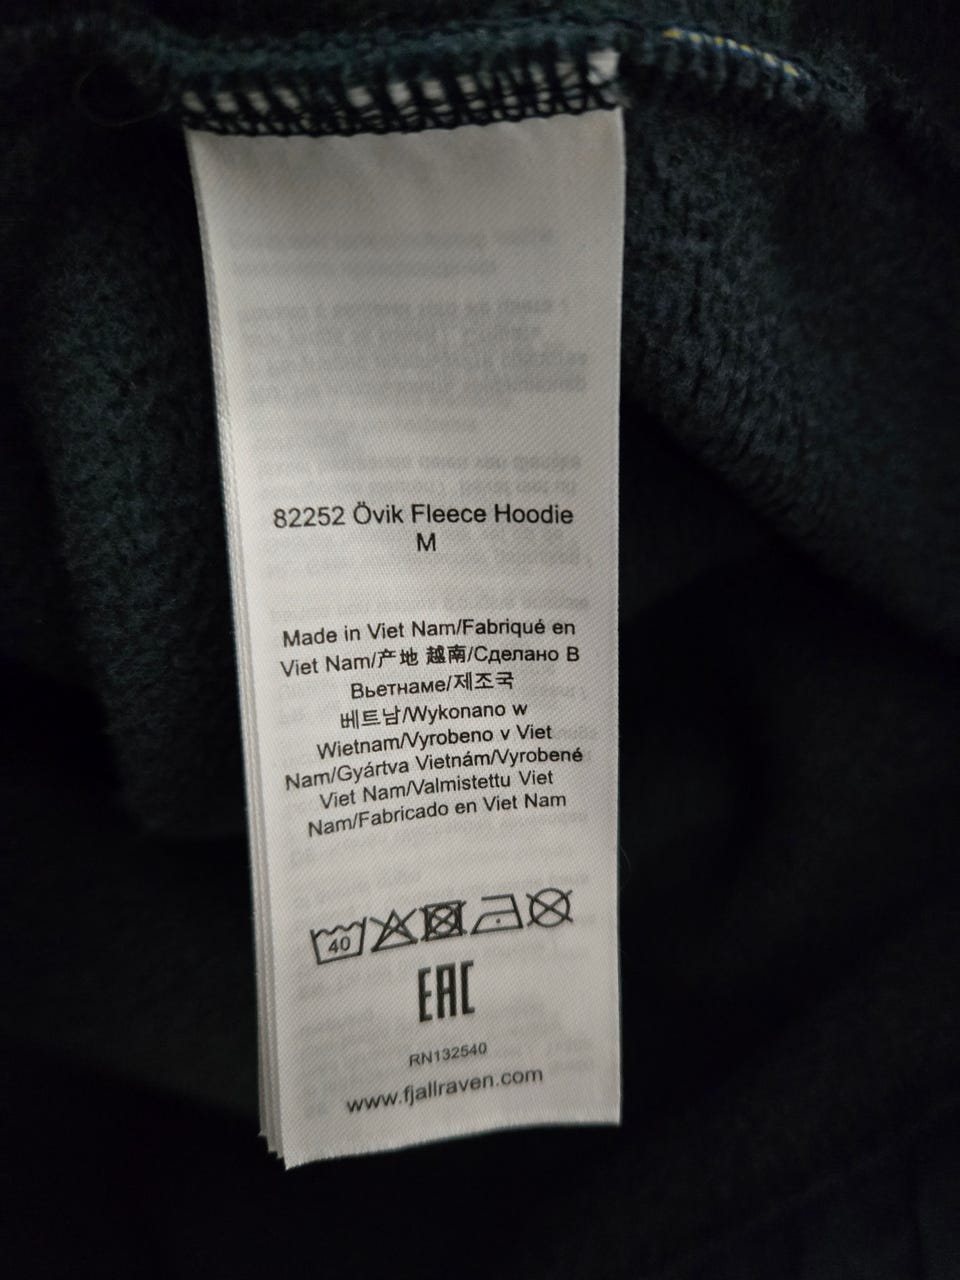 82252 Övik Fleece Hoodie
M
Made in Viet Nam/Fabriqué en
Viet Nam/产地 越南/Сделано В
Вьетнаме/제조국
베트남/Wykonano w
Wietnam/Vyrobeno v Viet
Nam/Gyártva Vietnám/Vyrobené
Viet Nam/Valmistettu Viet
Nam/Fabricado en Viet Nam
40
EAC
RN132540
www.fjallraven.com